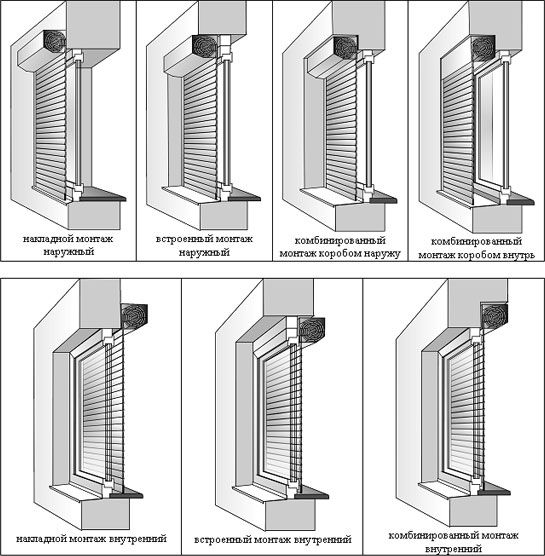 накладной монтаж
наружный
встроенный монтаж
наружный
комбинированный
монтаж коробом наружу
комбинированный
монтаж коробом внутрь
накладной монтаж внутренний
встроенный монтаж внутренний
комбинированный монтаж
внутренний